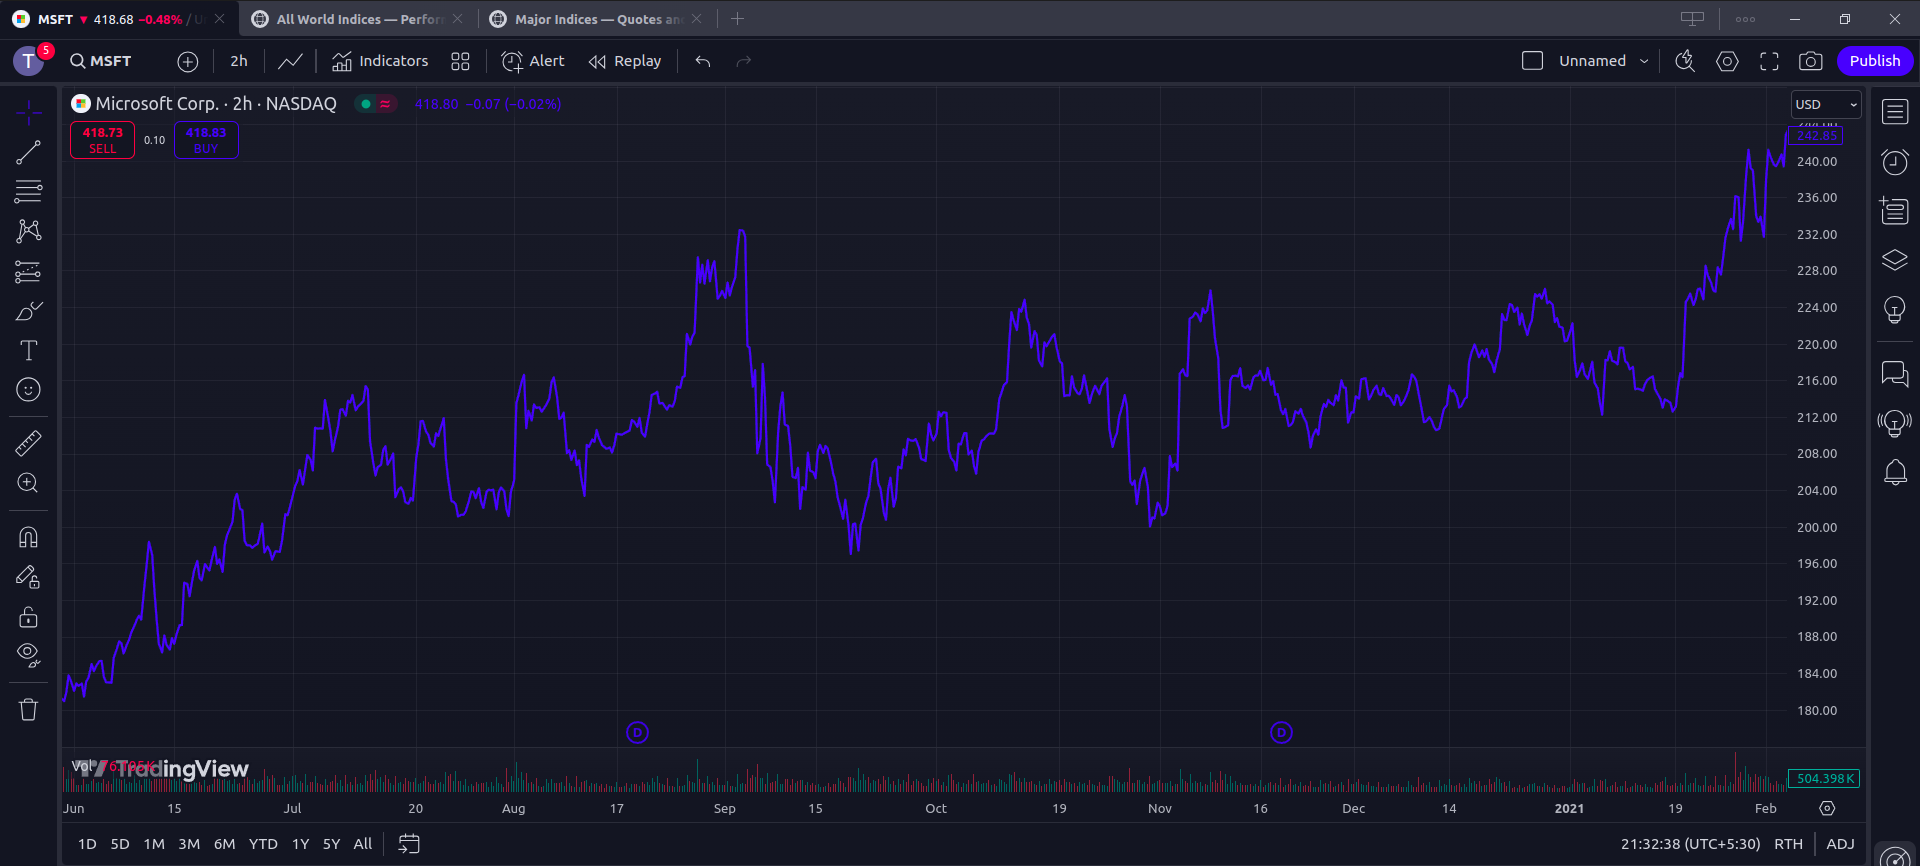 MSFT ▼ 418.68 −0.48% / U
All World Indices — Perfor
Major Indices — Quotes an
T
5
MSFT
2h
Indicators
Alert
Replay
Unnamed
Publish
Microsoft Corp. · 2h · NASDAQ
418.80 −0.07 (−0.02%)
USD
418.73
SELL
0.10
418.83
BUY
242.85
240.00
236.00
232.00
228.00
224.00
220.00
216.00
212.00
208.00
204.00
200.00
196.00
192.00
188.00
184.00
180.00
D
D
Vol
TradingView
504.398K
Jun
15
Jul
20
Aug
17
Sep
15
Oct
19
Nov
16
Dec
14
2021
19
Feb
1D
5D
1M
3M
6M
YTD
1Y
5Y
All
21:32:38 (UTC+5:30)
RTH
ADJ